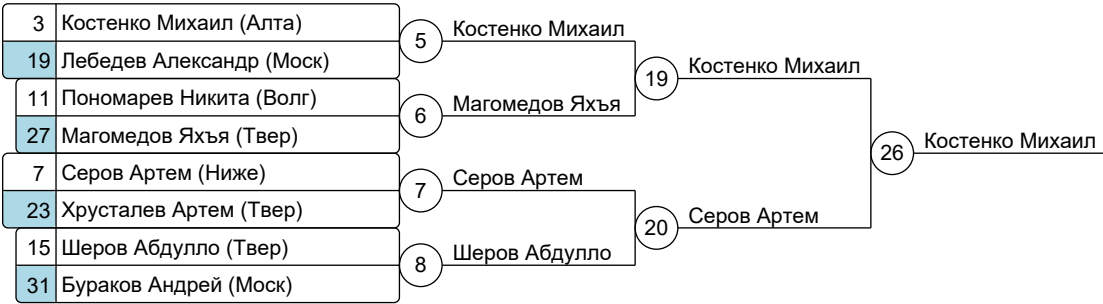 3 Костенко Михаил (Алта)
19 Лебедев Александр (Моск)
11 Пономарев Никита (Волг)
27 Магомедов Яхъя (Твер)
7 Серов Артем (Ниже)
23 Хрусталев Артем (Твер)
15 Шеров Абдулло (Твер)
31 Бураков Андрей (Моск)
5 Костенко Михаил
6 Магомедов Яхъя
7 Серов Артем
8 Шеров Абдулло
19 Костенко Михаил
20 Серов Артем
26 Костенко Михаил